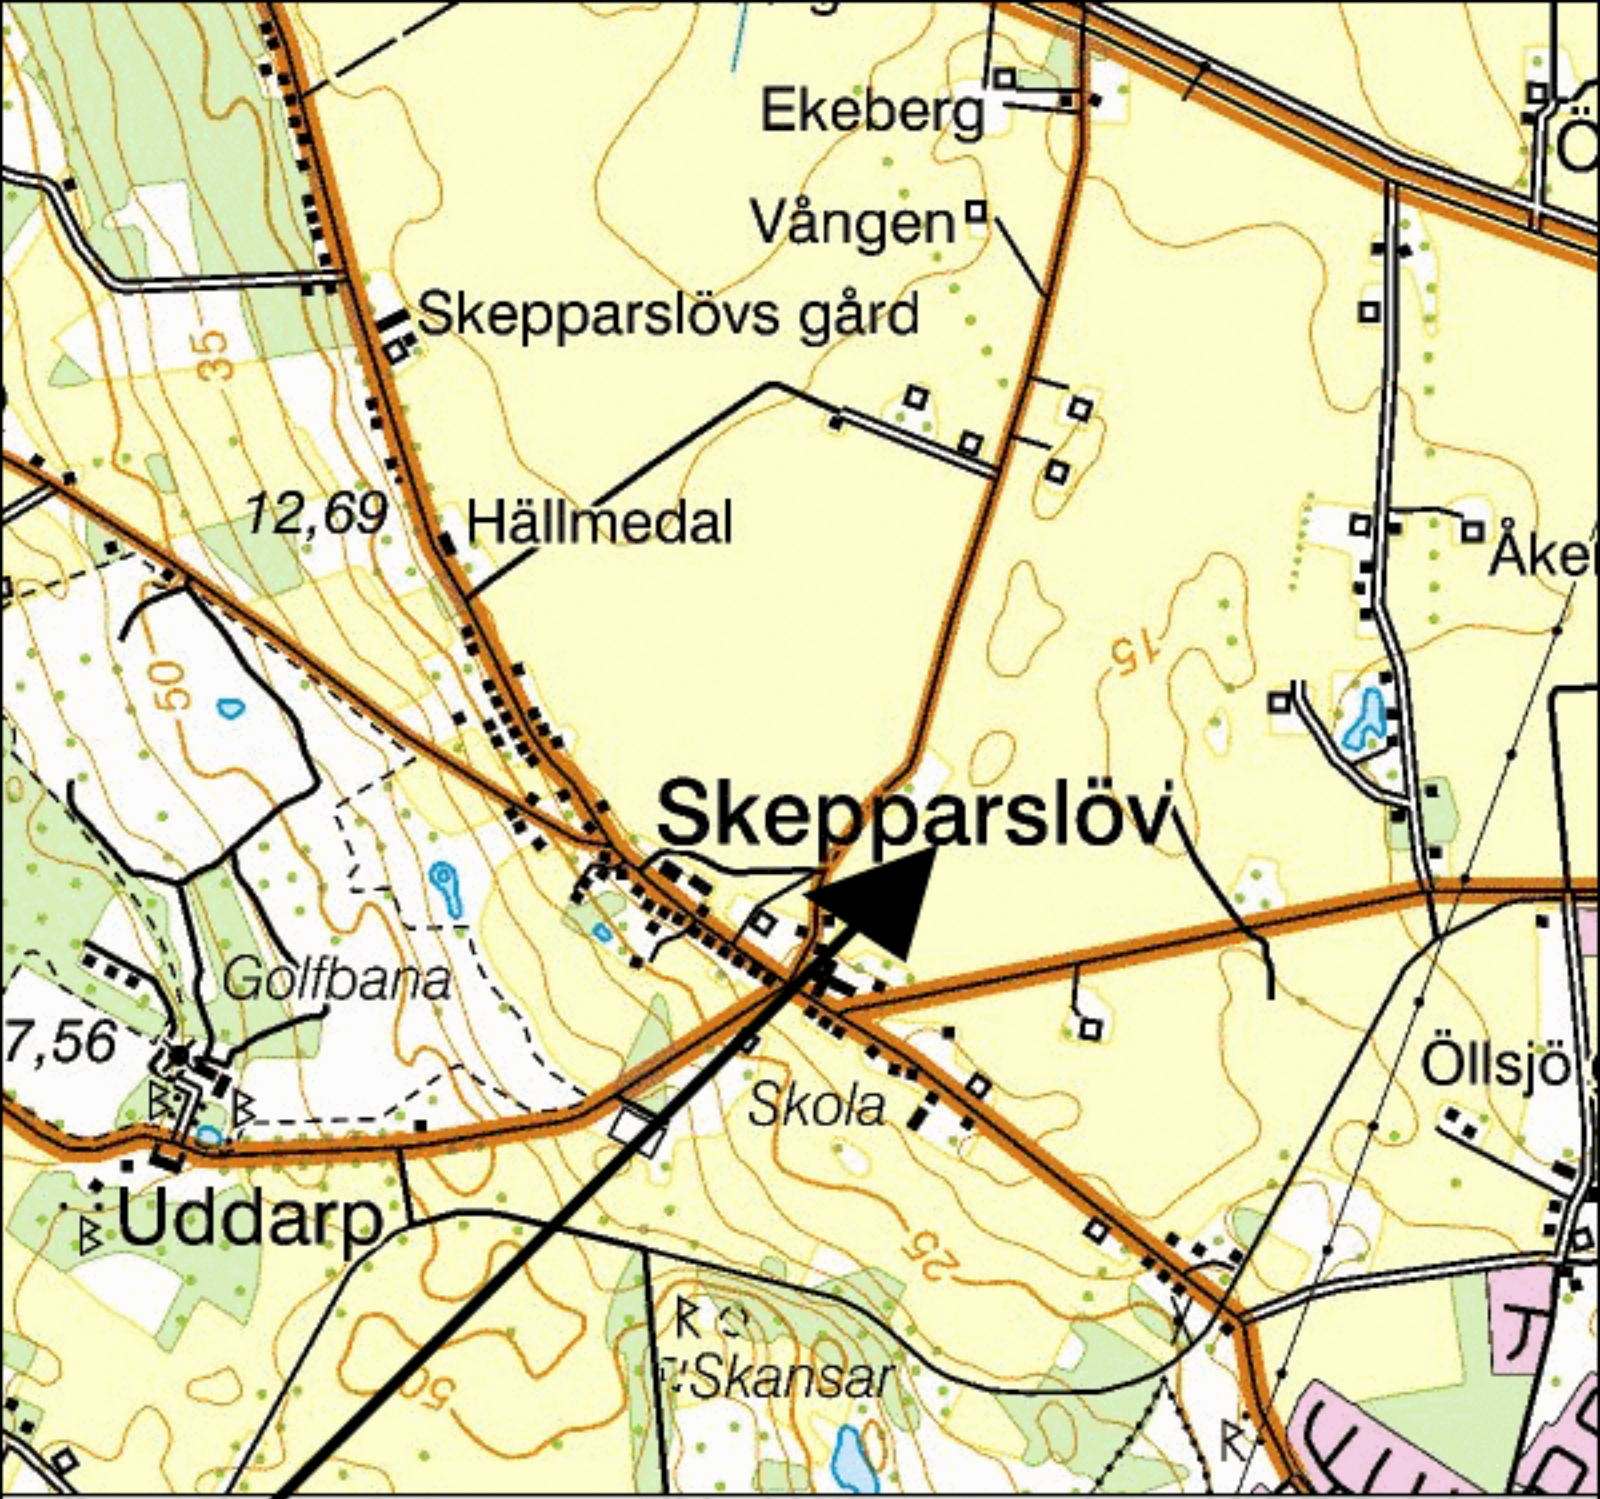 Ekeberg
Ö
Vången
Skepparslövs gård
35
12,69
Hällmedal
Åke
15
50
Skepparslöv
Golfbana
7,56
Öllsjö
Skola
Uddarp
25
R
Skansar
50
R